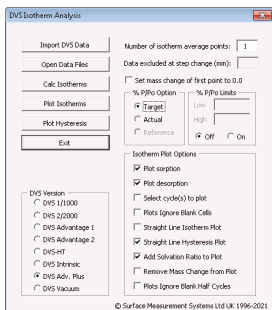 DVS Isotherm Analysis
Import DVS Data
Open Data Files
Calc Isotherms
Plot Isotherms
Plot Hysteresis
Exit
Number of isotherm average points: 1
Data excluded at step change (min):
Set mass change of first point to 0.0
% P/Po Option
Target
Actual
Reference
% P/Po Limits
Low
High
Off On
Isotherm Plot Options
Plot sorption
Plot desorption
Select cycle(s) to plot
Plots Ignore Blank Cells
Straight Line Isotherm Plot
Straight Line Hysteresis Plot
Add Solvation Ratio to Plot
Remove Mass Change from Plot
Plots Ignore Blank Half Cycles
DVS Version
DVS 1/1000
DVS 2/2000
DVS Advantage 1
DVS Advantage 2
DVS-HT
DVS Intrinsic
DVS Adv. Plus
DVS Vacuum
© Surface Measurement Systems Ltd UK 1996-2021